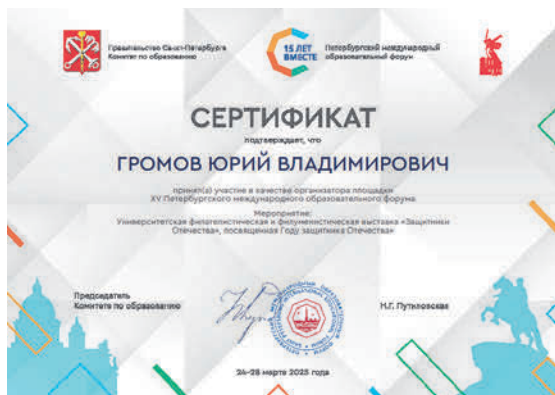 Правительство Санкт-Петербурга
Комитет по образованию
15 ЛЕТ
ВМЕСТЕ
Петербургский международный
образовательный форум
СЕРТИФИКАТ
подтверждает, что
ГРОМОВ ЮРИЙ ВЛАДИМИРОВИЧ
принял(а) участие в качестве организатора площадки
XV Петербургского международного образовательного форума
Мероприятие:
Университетская филателистическая и филуменистическая выставка «Защитники
Отечества», посвященная Году защитника Отечества»
Председатель
Комитета по образованию
Н.Г. Путиловская
24-28 марта 2025 года